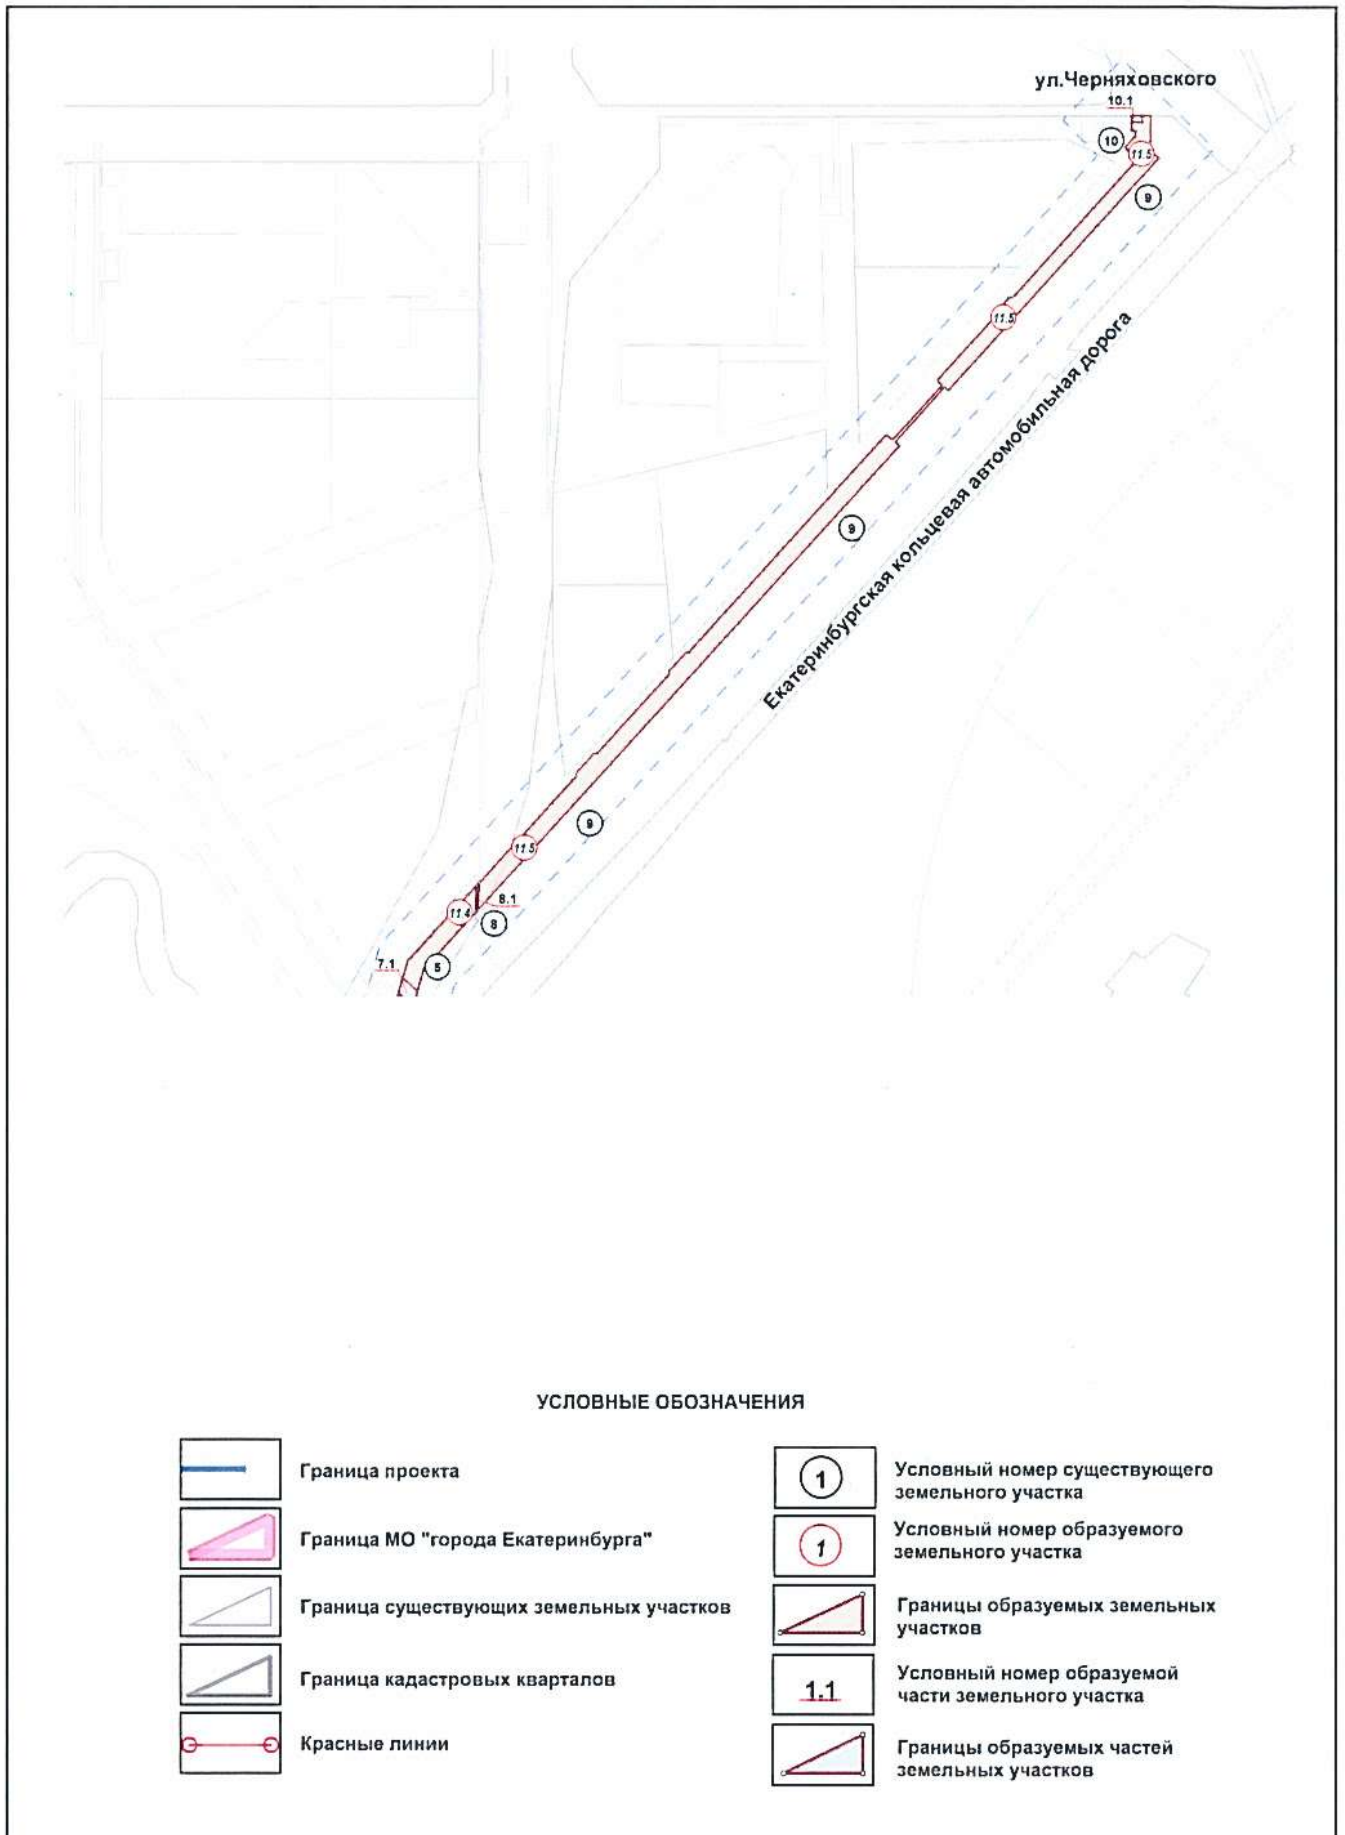 ул.Черняховского
10.1
10
11.5
9
11.5
Екатеринбургская кольцевая автомобильная дорога
9
9
11.5
8.1
11.4
8
7.1
5
УСЛОВНЫЕ ОБОЗНАЧЕНИЯ
Граница проекта
Граница МО "города Екатеринбурга"
Граница существующих земельных участков
Граница кадастровых кварталов
Красные линии
1
Условный номер существующего
земельного участка
1
Условный номер образуемого
земельного участка
Границы образуемых земельных
участков
1.1
Условный номер образуемой
части земельного участка
Границы образуемых частей
земельных участков